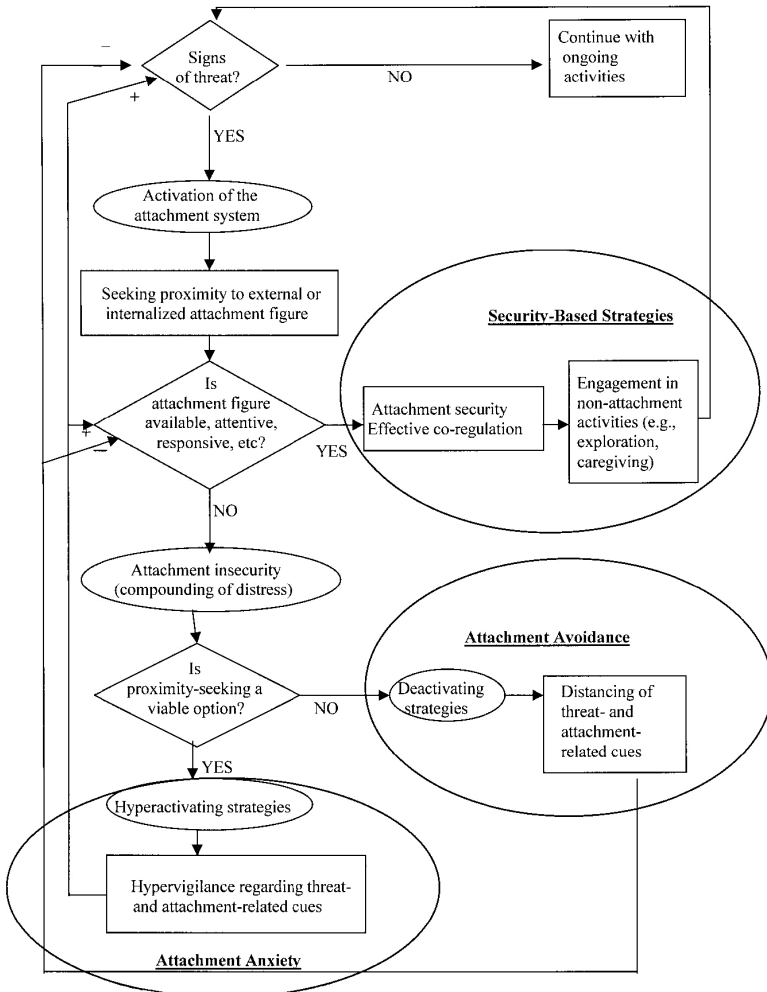 Signs
of threat?
NO
Continue with
ongoing
activities
–
+
YES
Activation of the
attachment system
Seeking proximity to external or
internalized attachment figure
Security-Based Strategies
Is
attachment figure
available, attentive,
responsive, etc?
+
–
YES
Attachment security
Effective co-regulation
Engagement in
non-attachment
activities (e.g.,
exploration,
caregiving)
NO
Attachment insecurity
(compounding of distress)
Attachment Avoidance
Is
proximity-seeking a
viable option?
NO
Deactivating
strategies
Distancing of
threat- and
attachment-
related cues
YES
Hyperactivating strategies
Hypervigilance regarding threat-
and attachment-related cues
Attachment Anxiety